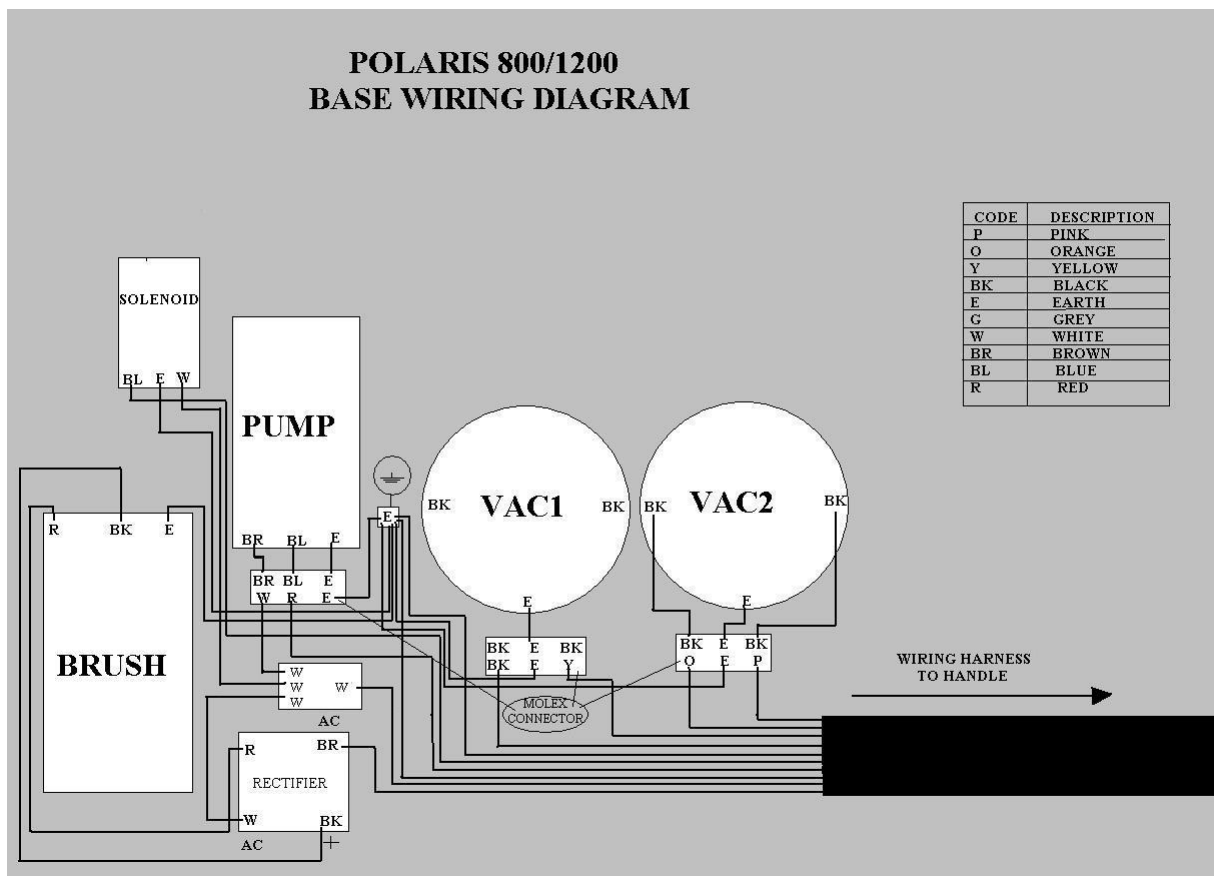 POLARIS 800/1200
BASE WIRING DIAGRAM
CODE DESCRIPTION
P PINK
O ORANGE
Y YELLOW
BK BLACK
E EARTH
G GREY
W WHITE
BR BROWN
BL BLUE
R RED
SOLENOID
BL E W
PUMP
BR BL E
BR BL E
W R E
E
BK VAC1 BK
E
BK E BK
BK E Y
BK VAC2 BK
E
BK E BK
O E P
R BK E
BRUSH
W
W W
W
AC
MOLEX
CONNECTOR
R BR
RECTIFIER
W BK
AC +
WIRING HARNESS
TO HANDLE